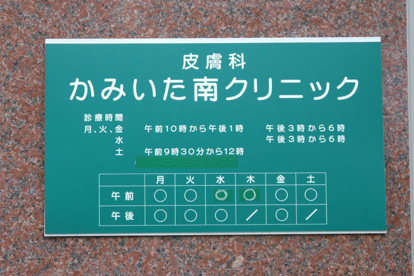 皮膚科
かみいた南クリニック
診療時間
月、火、金 午前10時から午後1時 午後3時から6時
水 午後3時から6時
土 午前9時30分から12時
月 火 水 木 金 土
午前 ○ ○ ○ ○ ○ ○
午後 ○ ○ ○ / ○ /